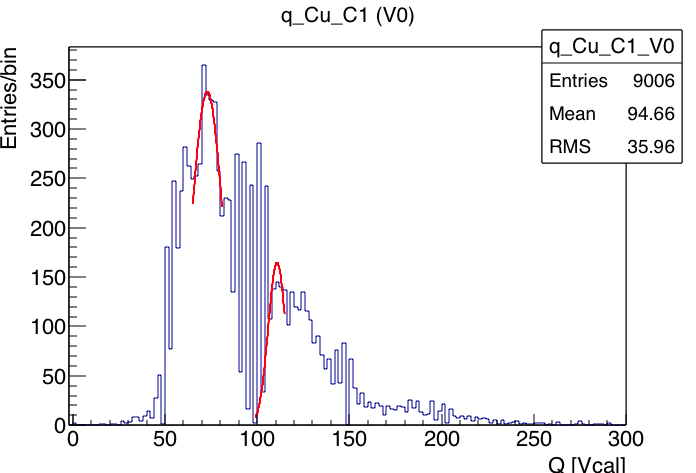 q_Cu_C1 (V0)
q_Cu_C1_V0
Entries 9006
Mean 94.66
RMS 35.96
Entries/bin
350
300
250
200
150
100
50
0
0 50 100 150 200 250 300
Q [Vcal]